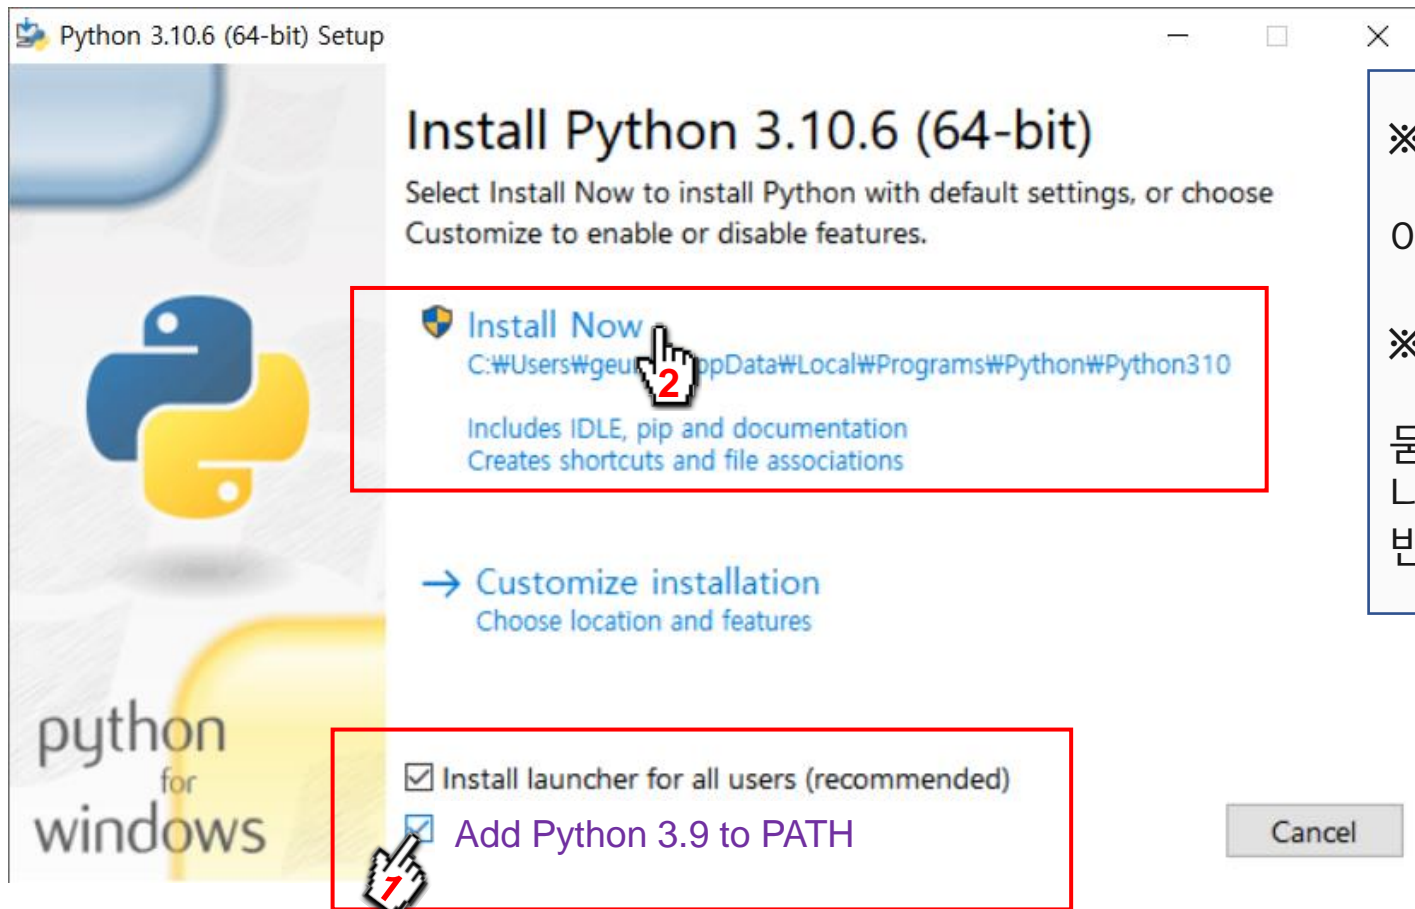 Python 3.10.6 (64-bit) Setup
Install Python 3.10.6 (64-bit)
Select Install Now to install Python with default settings, or choose
Customize to enable or disable features.
Install Now
2
C:₩Users₩geu ppData₩Local₩Programs₩Python₩Python310
Includes IDLE, pip and documentation
Creates shortcuts and file associations
→ Customize installation
Choose location and features
python
for
windows
Install launcher for all users (recommended)
Add Python 3.9 to PATH
1
Cancel
※
※